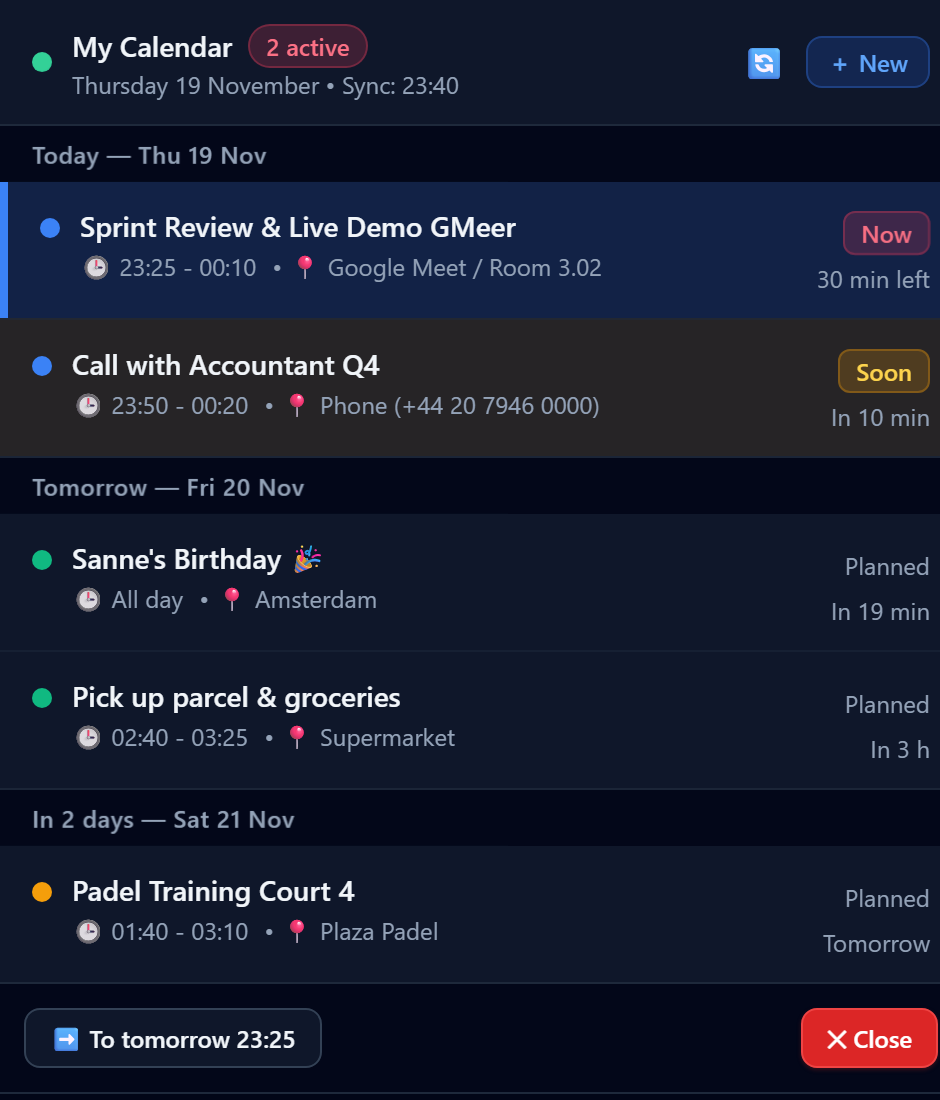 My Calendar 2 active
Thursday 19 November • Sync: 23:40
+ New
Today — Thu 19 Nov
Sprint Review & Live Demo GMeer
Now
23:25 - 00:10 • Google Meet / Room 3.02
30 min left
Call with Accountant Q4
Soon
23:50 - 00:20 • Phone (+44 20 7946 0000)
In 10 min
Tomorrow — Fri 20 Nov
Sanne's Birthday 🎉
Planned
All day • Amsterdam
In 19 min
Pick up parcel & groceries
Planned
02:40 - 03:25 • Supermarket
In 3 h
In 2 days — Sat 21 Nov
Padel Training Court 4
Planned
01:40 - 03:10 • Plaza Padel
Tomorrow
To tomorrow 23:25
Close